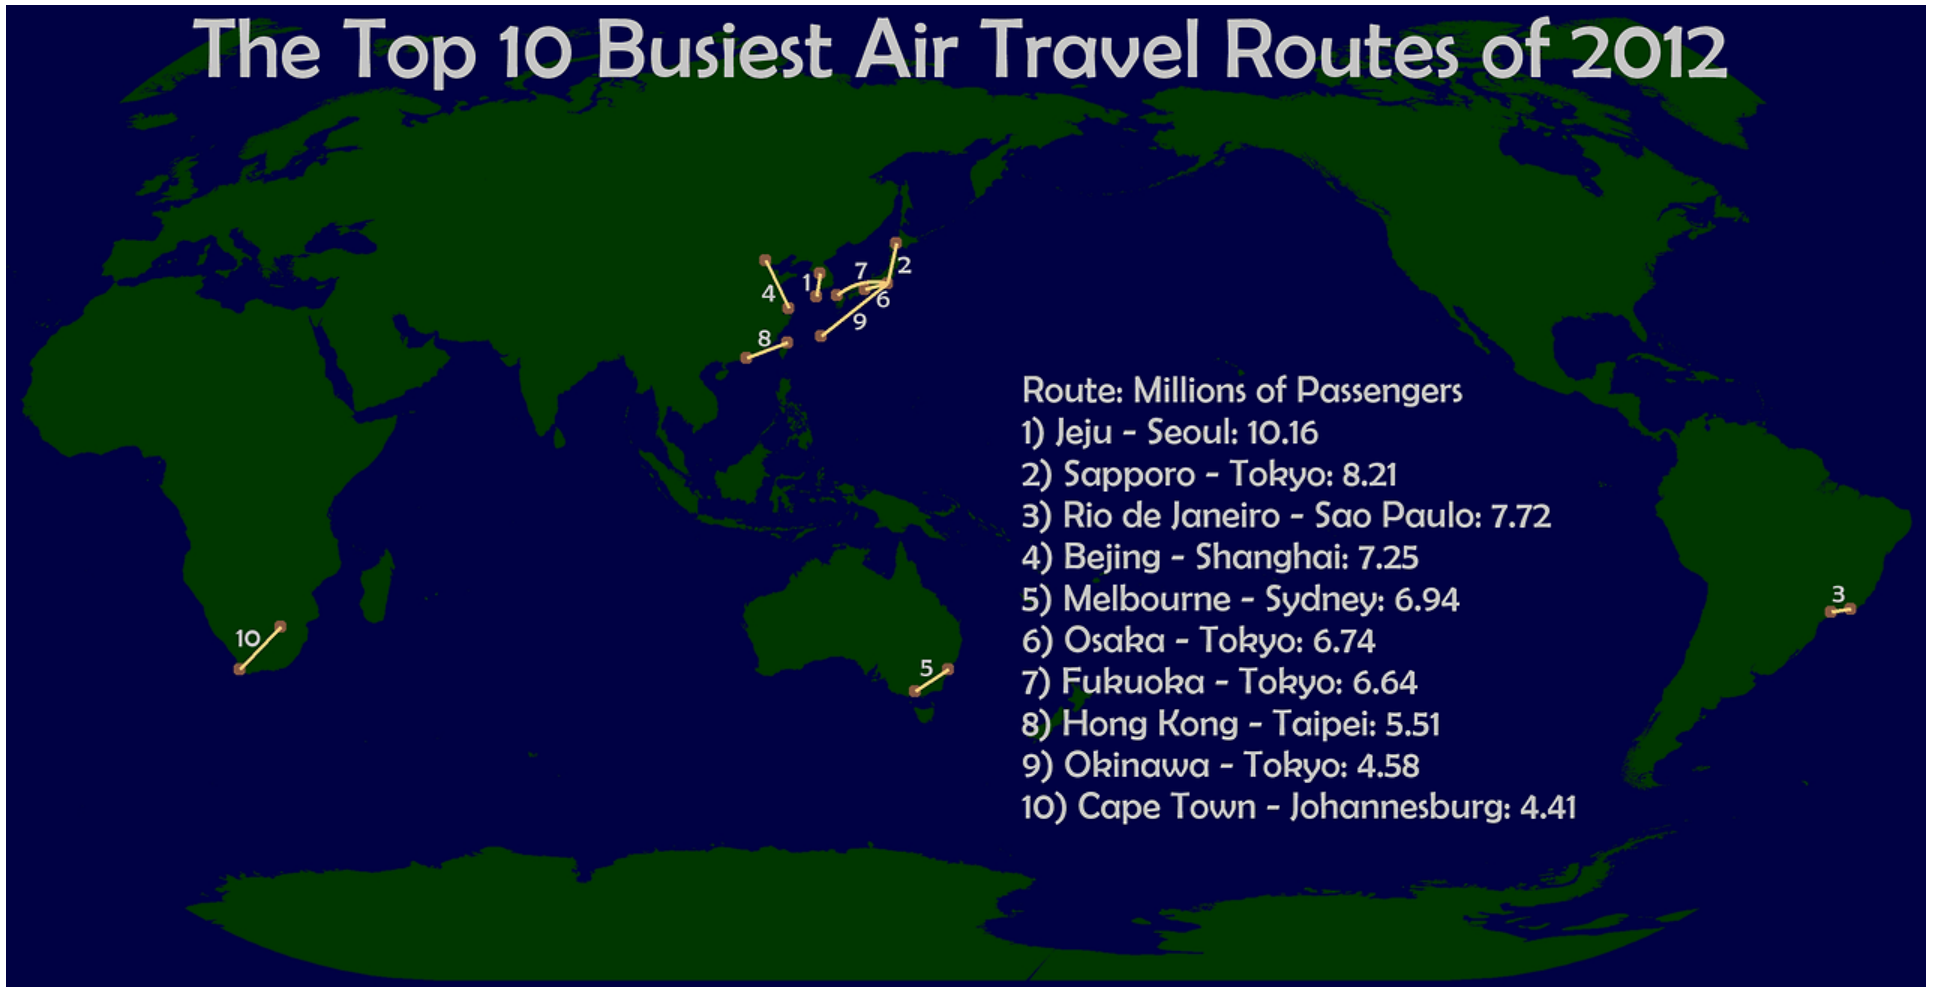 The Top 10 Busiest Air Travel Routes of 2012
2
7
1
4
6
9
8
Route: Millions of Passengers
1) Jeju - Seoul: 10.16
2) Sapporo - Tokyo: 8.21
3) Rio de Janeiro - Sao Paulo: 7.72
4) Bejing - Shanghai: 7.25
5) Melbourne - Sydney: 6.94
6) Osaka - Tokyo: 6.74
7) Fukuoka - Tokyo: 6.64
8) Hong Kong - Taipei: 5.51
9) Okinawa - Tokyo: 4.58
10) Cape Town - Johannesburg: 4.41
3
10
5